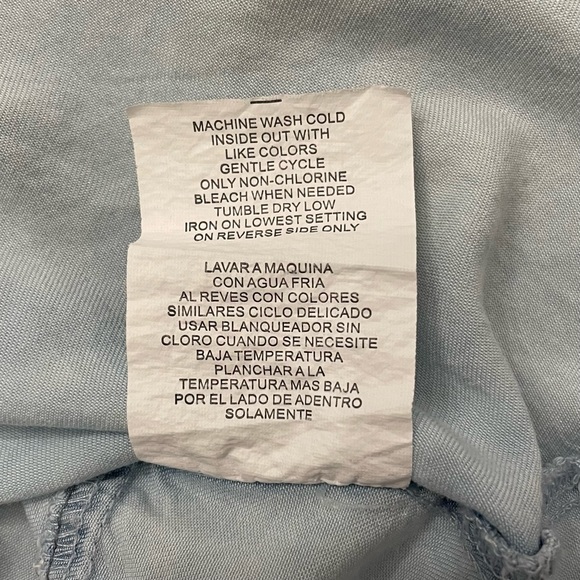 MACHINE WASH COLD
INSIDE OUT WITH
LIKE COLORS
GENTLE CYCLE
ONLY NON-CHLORINE
BLEACH WHEN NEEDED
TUMBLE DRY LOW
IRON ON LOWEST SETTING
ON REVERSE SIDE ONLY
LAVAR A MAQUINA
CON AGUA FRIA
AL REVES CON COLORES
SIMILARES CICLO DELICADO
USAR BLANQUEADOR SIN
CLORO CUANDO SE NECESITE
BAJA TEMPERATURA
PLANCHAR A LA
TEMPERATURA MAS BAJA
POR EL LADO DE ADENTRO
SOLAMENTE